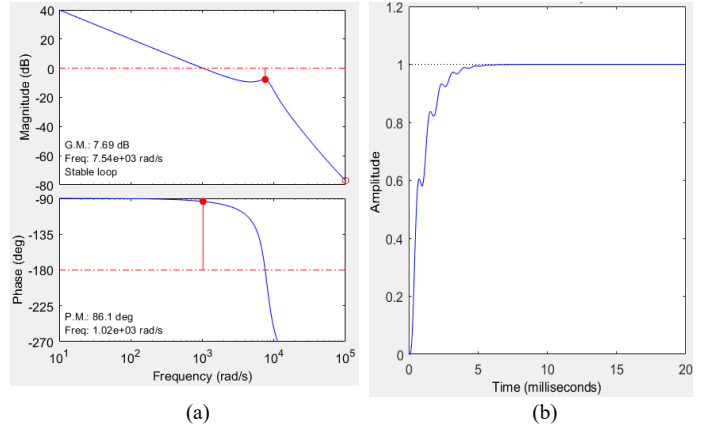 40
20
0
-20
-40
-60
-80
Magnitude (dB)
G.M.: 7.69 dB
Freq: 7.54e+03 rad/s
Stable loop
-90
-135
-180
-225
-270
Phase (deg)
P.M.: 86.1 deg
Freq: 1.02e+03 rad/s
10^1 10^2 10^3 10^4 10^5
Frequency (rad/s)
(a)
1.2
1
0.8
0.6
0.4
0.2
0
Amplitude
0 5 10 15 20
Time (milliseconds)
(b)